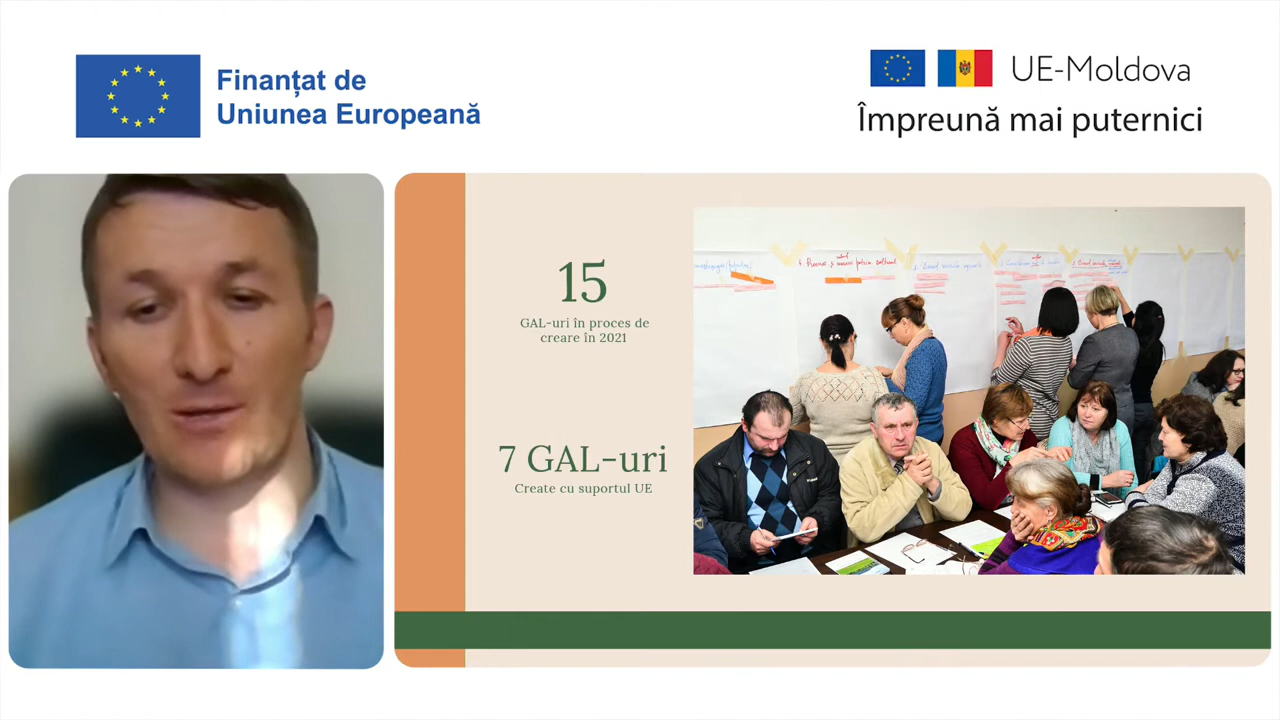 Finanțat de
Uniunea Europeană
UE-Moldova
Împreună mai puternici
15
GAL-uri în proces de
creare în 2021
7 GAL-uri
Create cu suportul UE